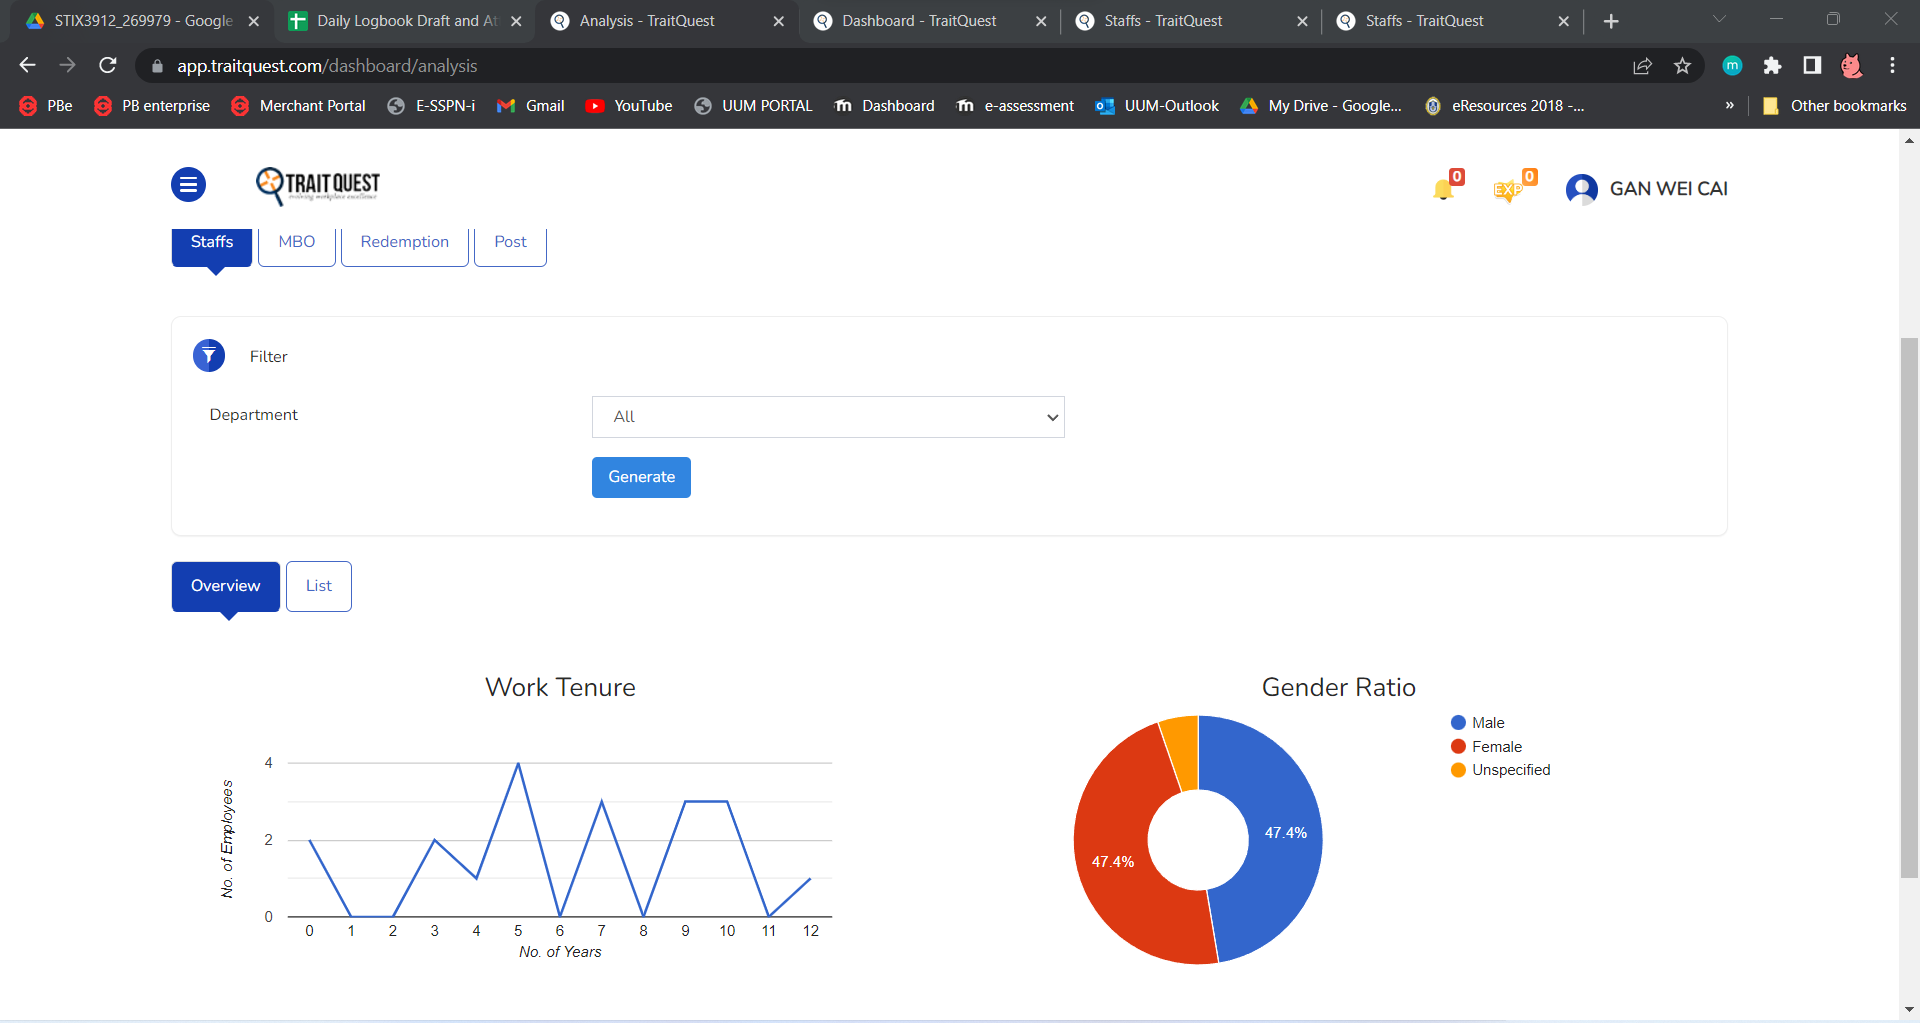 STIX3912_269979 - Google
Daily Logbook Draft and At
Analysis - TraitQuest
Dashboard - TraitQuest
Staffs - TraitQuest
Staffs - TraitQuest
app.traitquest.com/dashboard/analysis
m
PBe
PB enterprise
Merchant Portal
E-SSPN-i
Gmail
YouTube
UUM PORTAL
Dashboard
e-assessment
UUM-Outlook
My Drive - Google...
eResources 2018 -...
»
Other bookmarks
TRAIT QUEST
evolving workplace excellence
0
EXP
0
GAN WEI CAI
Staffs
MBO
Redemption
Post
Filter
Department
All
Generate
Overview
List
Work Tenure
No. of Employees
4
2
0
0 1 2 3 4 5 6 7 8 9 10 11 12
No. of Years
Gender Ratio
47.4%
47.4%
Male
Female
Unspecified